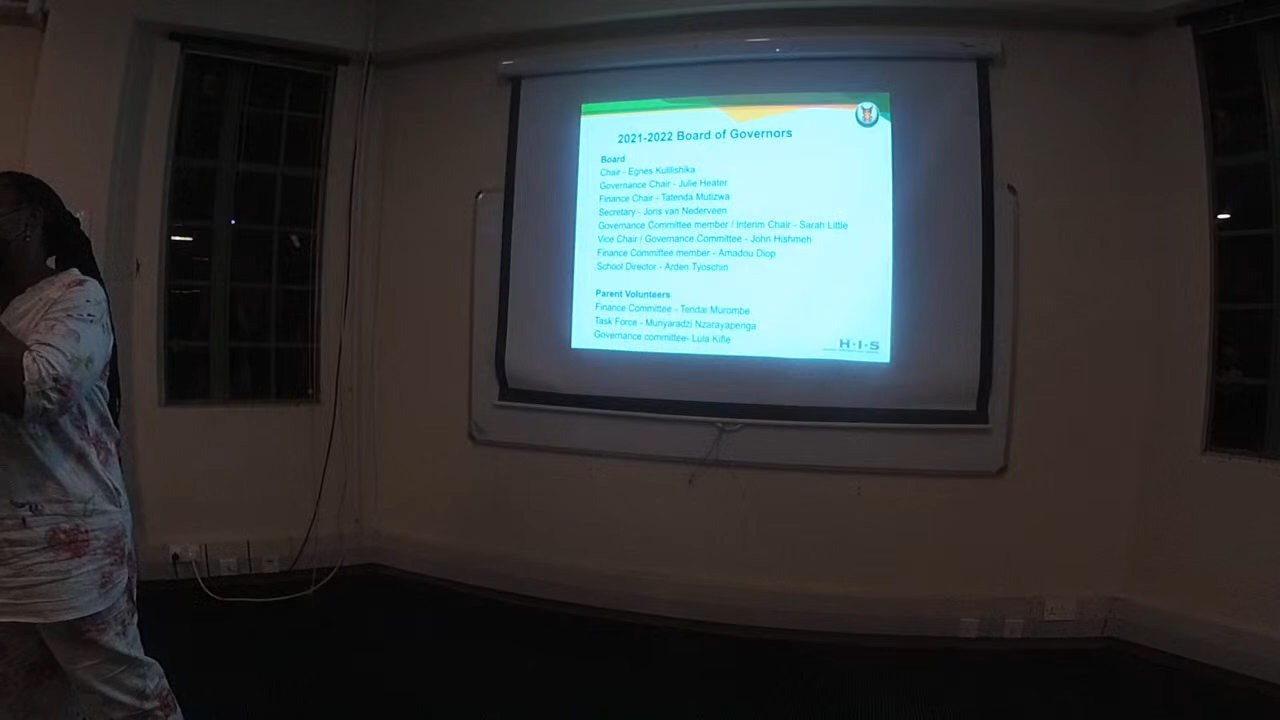 2021-2022 Board of Governors
Board
Chair - Egnes Kulilishika
Governance Chair - Julie Heater
Finance Chair - Tatenda Mutizwa
Secretary - Joris van Nederveen
Governance Committee member / Interim Chair - Sarah Little
Vice Chair / Governance Committee - John Hishmeh
Finance Committee member - Amadou Diop
School Director - Arden Tyoschin
Parent Volunteers
Finance Committee - Tendai Murombe
Task Force - Munyaradzi Nzarayapenga
Governance committee- Lula Kifle
H·I·S